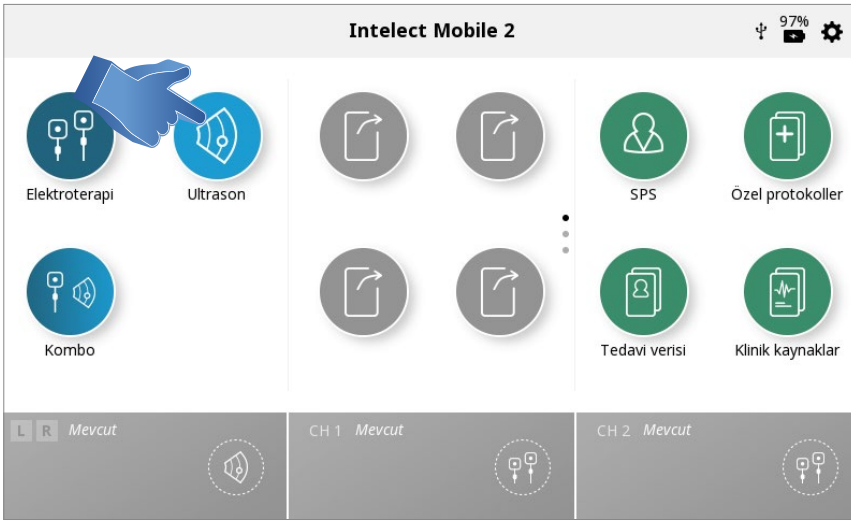 Intelect Mobile 2
97%
Elektroterapi
Ultrason
SPS
Özel protokoller
Kombo
Tedavi verisi
Klinik kaynaklar
L R Mevcut
CH 1 Mevcut
CH 2 Mevcut